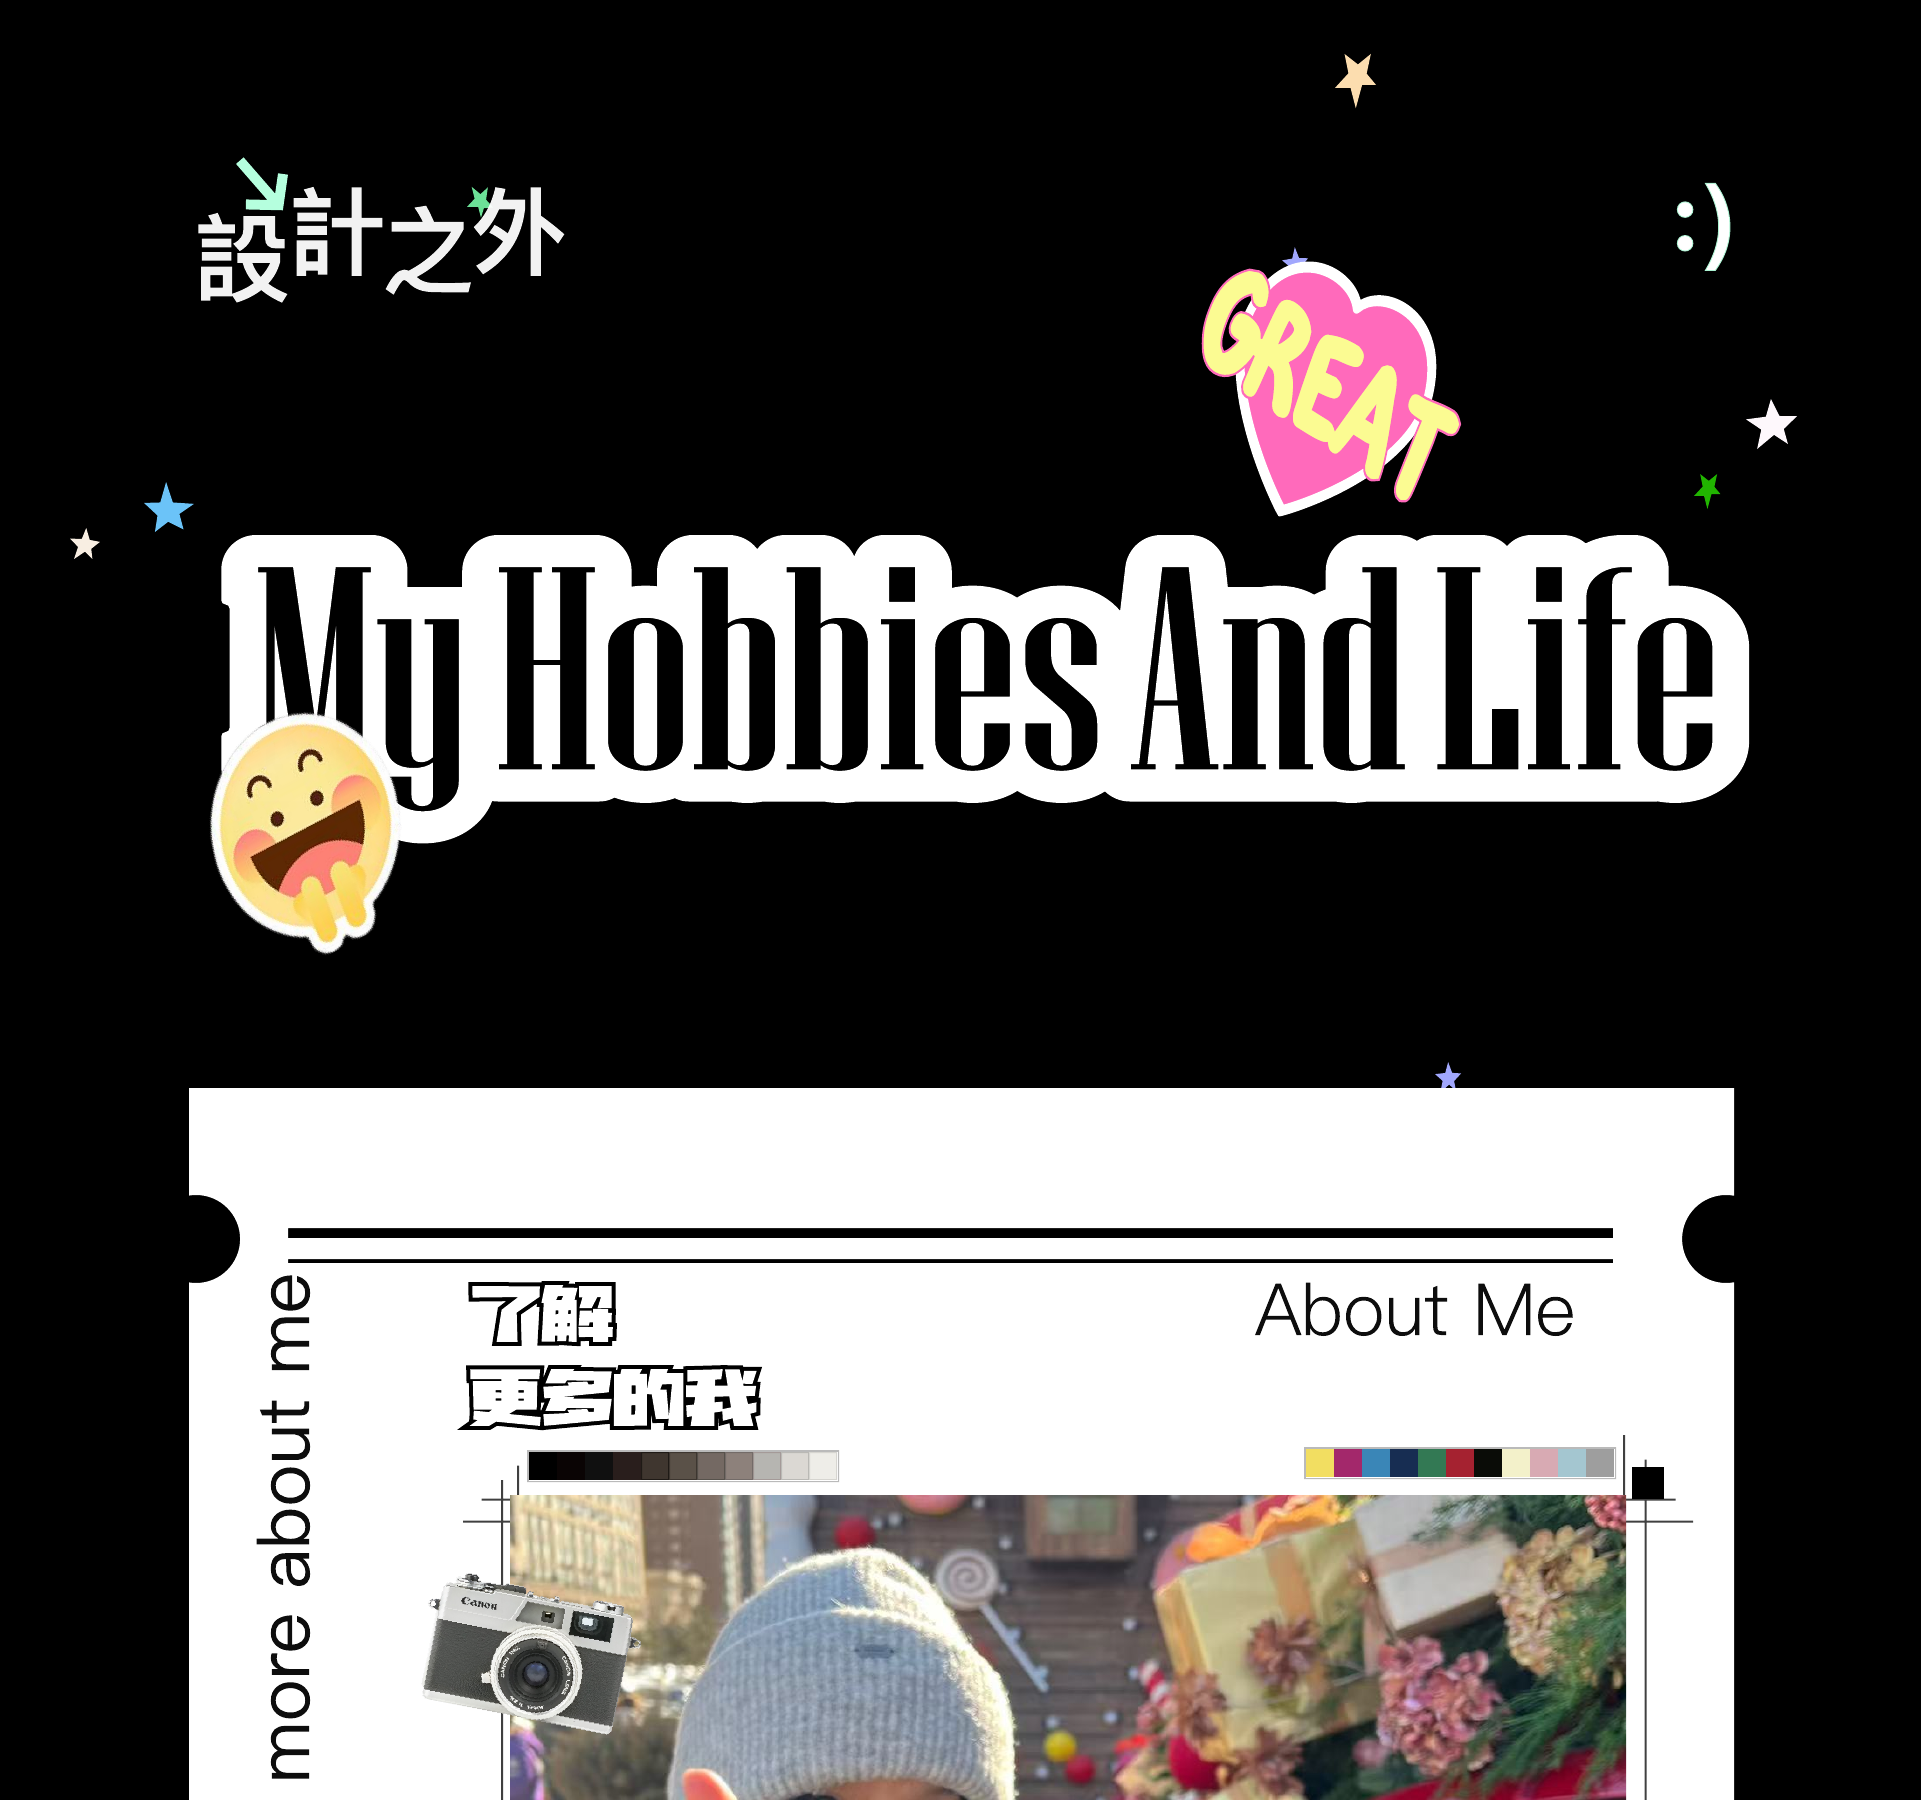 設計之外
:)
GREAT
My Hobbies And Life
了解
更多的我
About Me
more about me
Canon